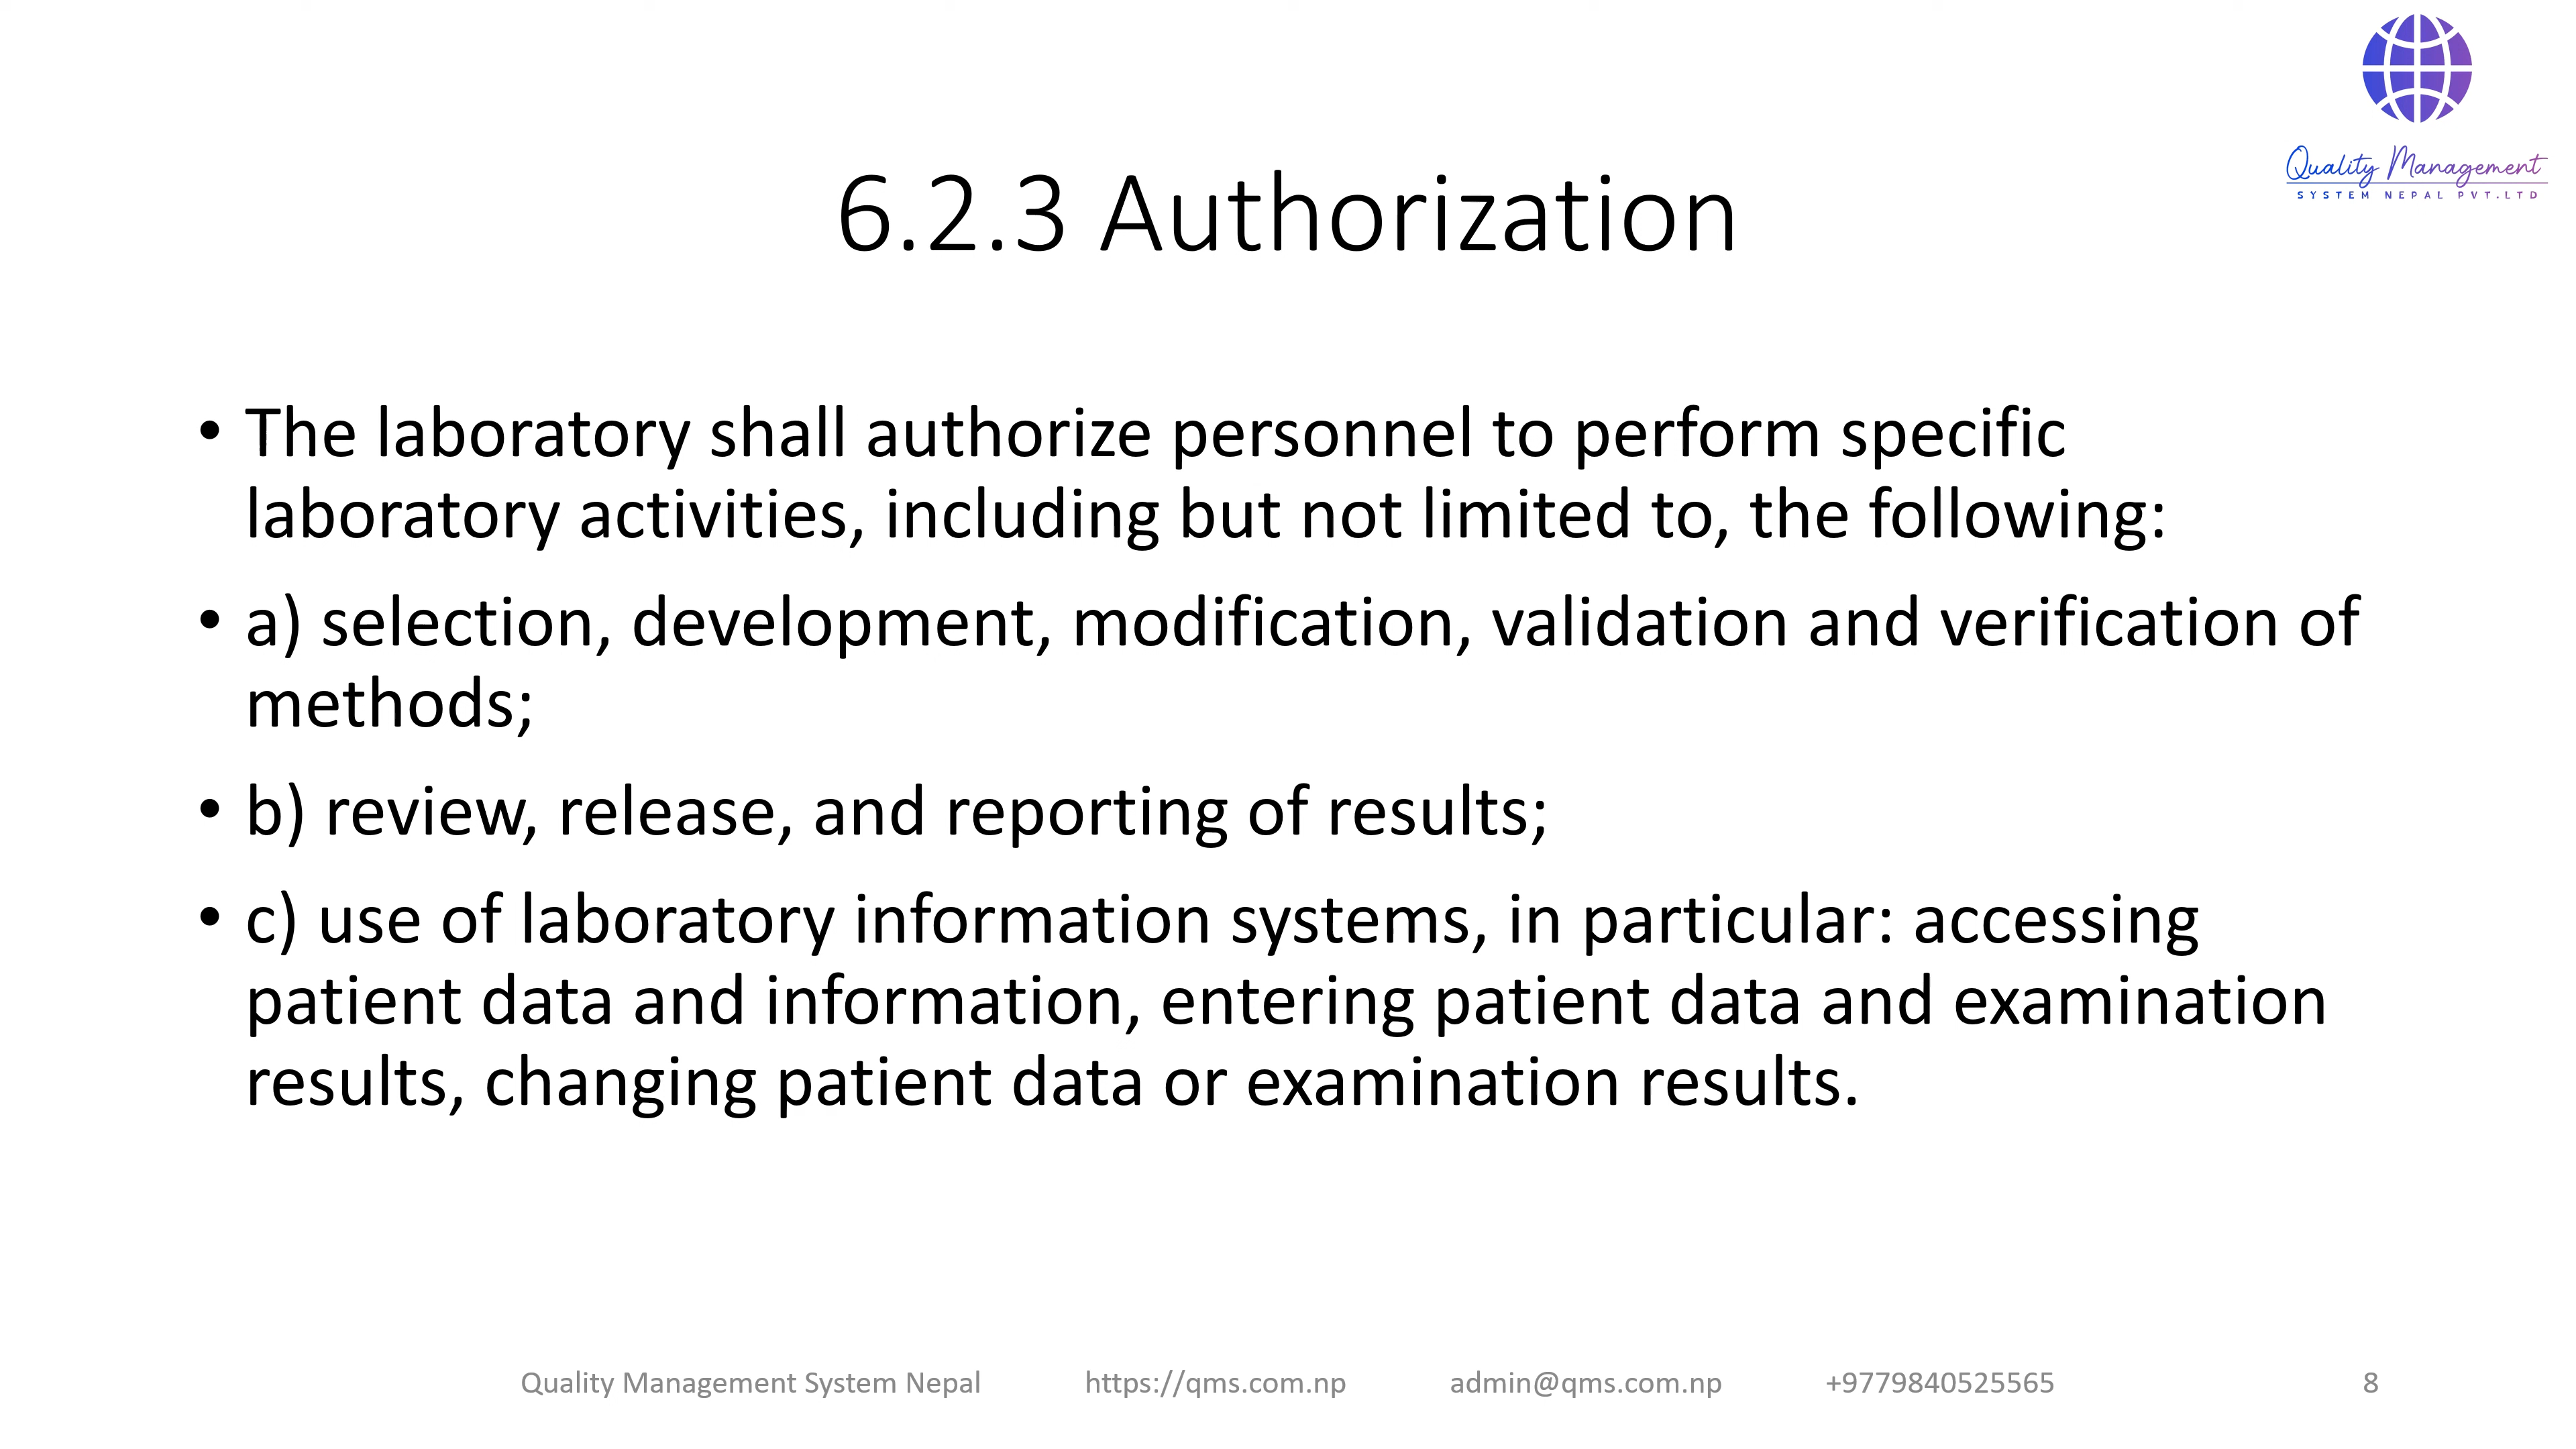 Quality Management
SYSTEM NEPAL PVT.LTD
6.2.3 Authorization
• The laboratory shall authorize personnel to perform specific
laboratory activities, including but not limited to, the following:
• a) selection, development, modification, validation and verification of
methods;
• b) review, release, and reporting of results;
• c) use of laboratory information systems, in particular: accessing
patient data and information, entering patient data and examination
results, changing patient data or examination results.
Quality Management System Nepal https://qms.com.np admin@qms.com.np +9779840525565 8